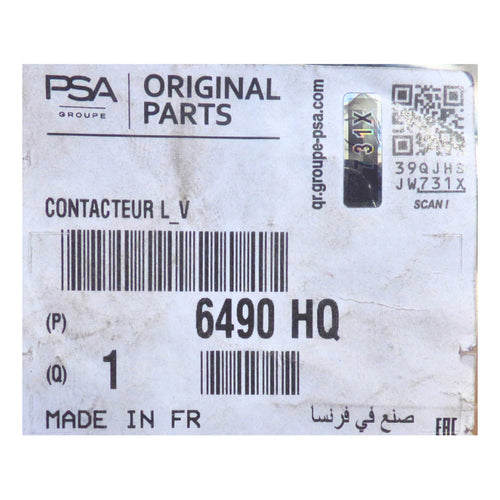 PSA
GROUPE
ORIGINAL
PARTS
qr.groupe-psa.com
731X
39QJHS
JW731X
SCAN!
CONTACTEUR L_V
(P) 6490 HQ
(Q) 1
MADE IN FR
صنع في فرنسا
EAC